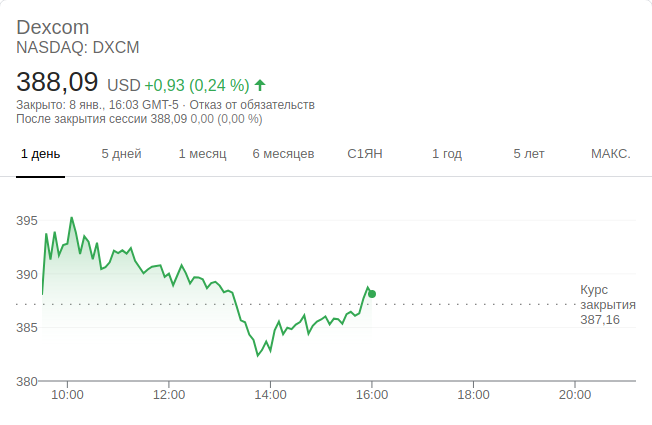 Dexcom
NASDAQ: DXCM
388,09 USD +0,93 (0,24 %) ↑
Закрыто: 8 янв., 16:03 GMT-5 · Отказ от обязательств
После закрытия сессии 388,09 0,00 (0,00 %)
1 день 5 дней 1 месяц 6 месяцев С1ЯН 1 год 5 лет МАКС.
395
390
Курс
закрытия
387,16
385
380
10:00 12:00 14:00 16:00 18:00 20:00